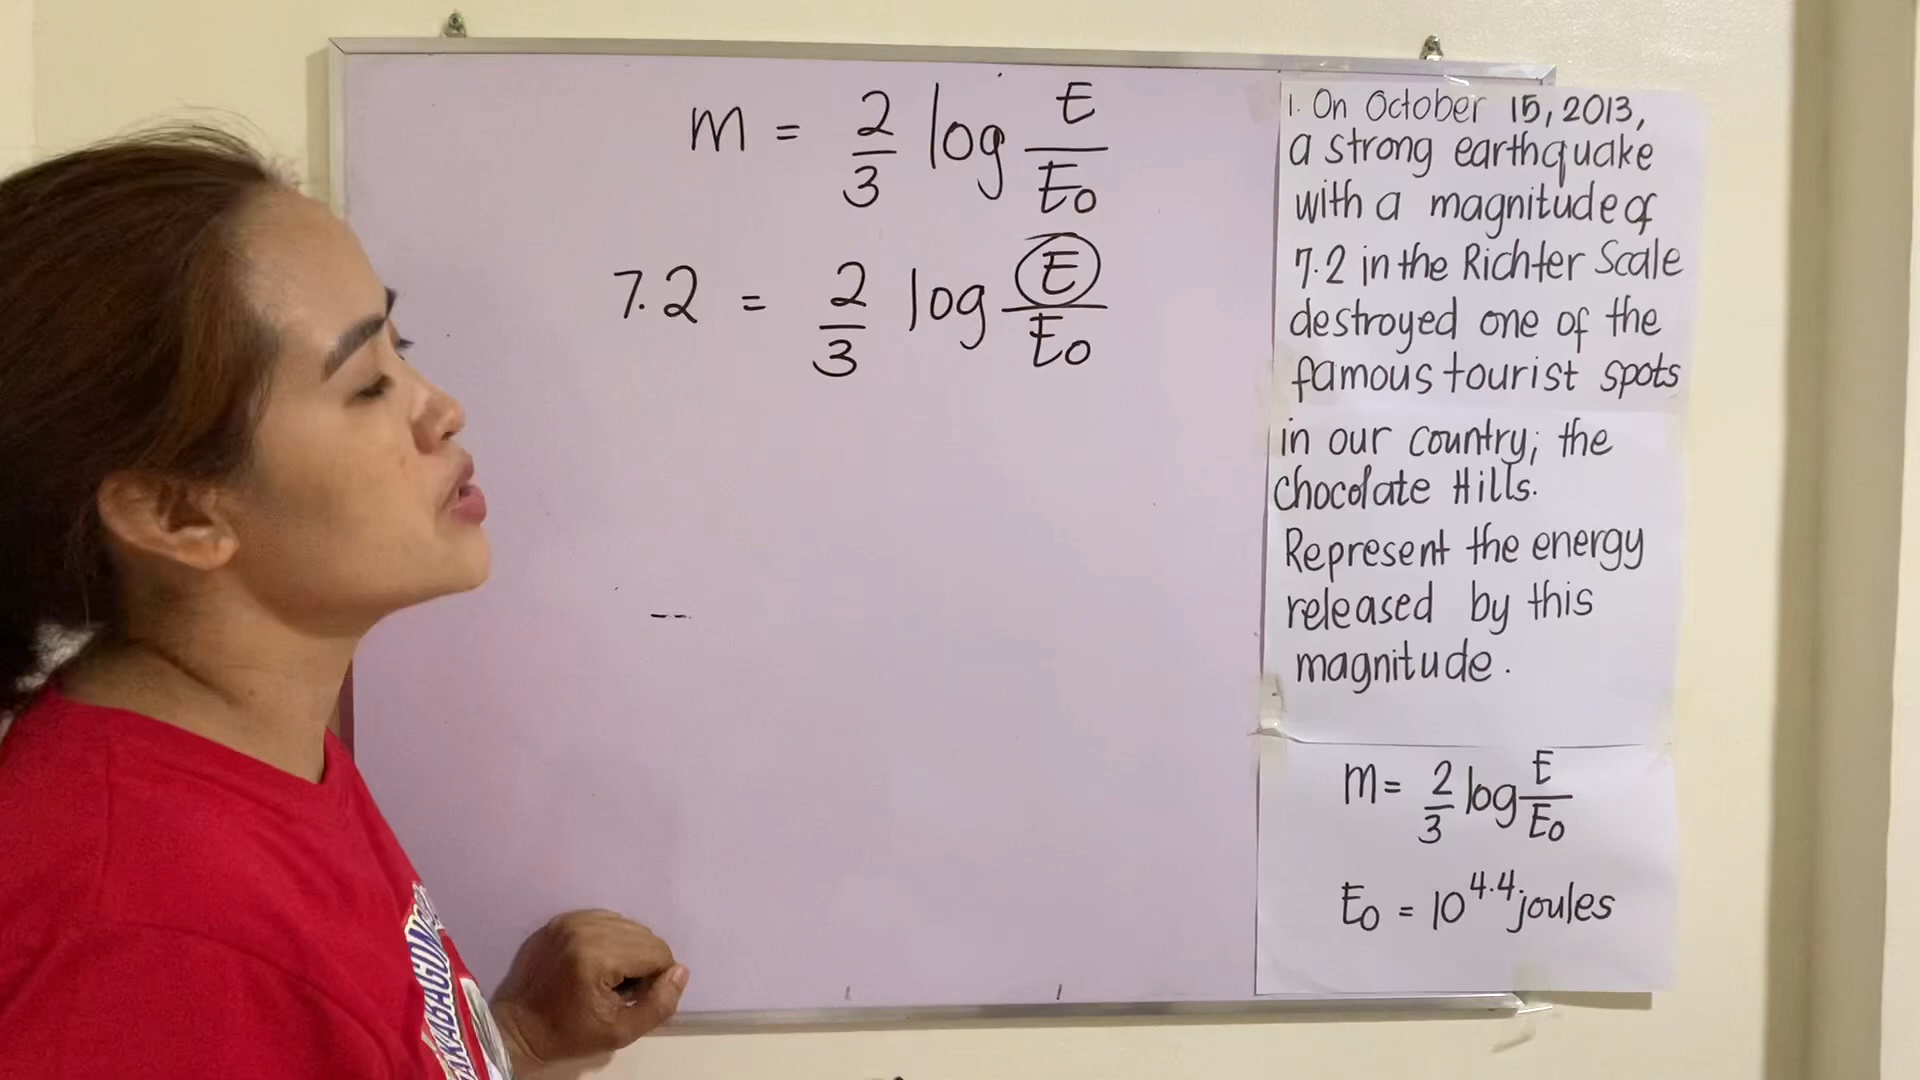 m = 2/3 log E/E₀
7.2 = 2/3 log E/E₀
1. On October 15, 2013,
a strong earthquake
with a magnitude of
7.2 in the Richter Scale
destroyed one of the
famous tourist spots
in our country; the
Chocolate Hills.
Represent the energy
released by this
magnitude.
m = 2/3 log E/E₀
E₀ = 10^4.4 joules